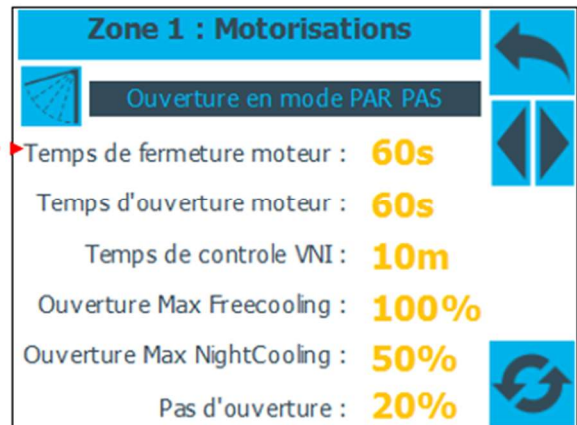 Zone 1 : Motorisations
Ouverture en mode PAR PAS
Temps de fermeture moteur : 60s
Temps d'ouverture moteur : 60s
Temps de controle VNI : 10m
Ouverture Max Freecooling : 100%
Ouverture Max NightCooling : 50%
Pas d'ouverture : 20%